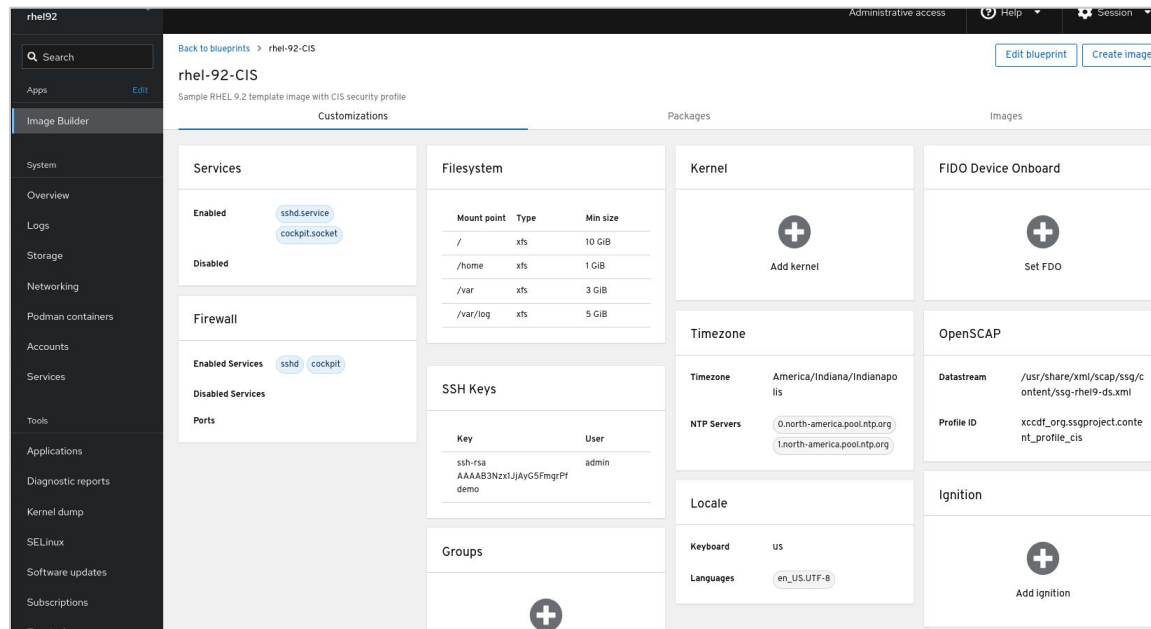 rhel92
Administrative access
Help
Session
Search
Apps
Edit
Image Builder
System
Overview
Logs
Storage
Networking
Podman containers
Accounts
Services
Tools
Applications
Diagnostic reports
Kernel dump
SELinux
Software updates
Subscriptions
Back to blueprints > rhel-92-CIS
rhel-92-CIS
Sample RHEL 9.2 template image with CIS security profile
Edit blueprint
Create image
Customizations
Packages
Images
Services
Enabled
sshd.service
cockpit.socket
Disabled
Firewall
Enabled Services sshd cockpit
Disabled Services
Ports
Filesystem
Mount point Type Min size
/ xfs 10 GiB
/home xfs 1 GiB
/var xfs 3 GiB
/var/log xfs 5 GiB
SSH Keys
Key User
ssh-rsa admin
AAAAB3Nzx1JjAyG5FmgrPf
demo
Groups
Kernel
Add kernel
Timezone
Timezone America/Indiana/Indianapo
lis
NTP Servers 0.north-america.pool.ntp.org
1.north-america.pool.ntp.org
Locale
Keyboard us
Languages en_US.UTF-8
FIDO Device Onboard
Set FDO
OpenSCAP
Datastream /usr/share/xml/scap/ssg/c
ontent/ssg-rhel9-ds.xml
Profile ID xccdf_org.ssgproject.conte
nt_profile_cis
Ignition
Add ignition